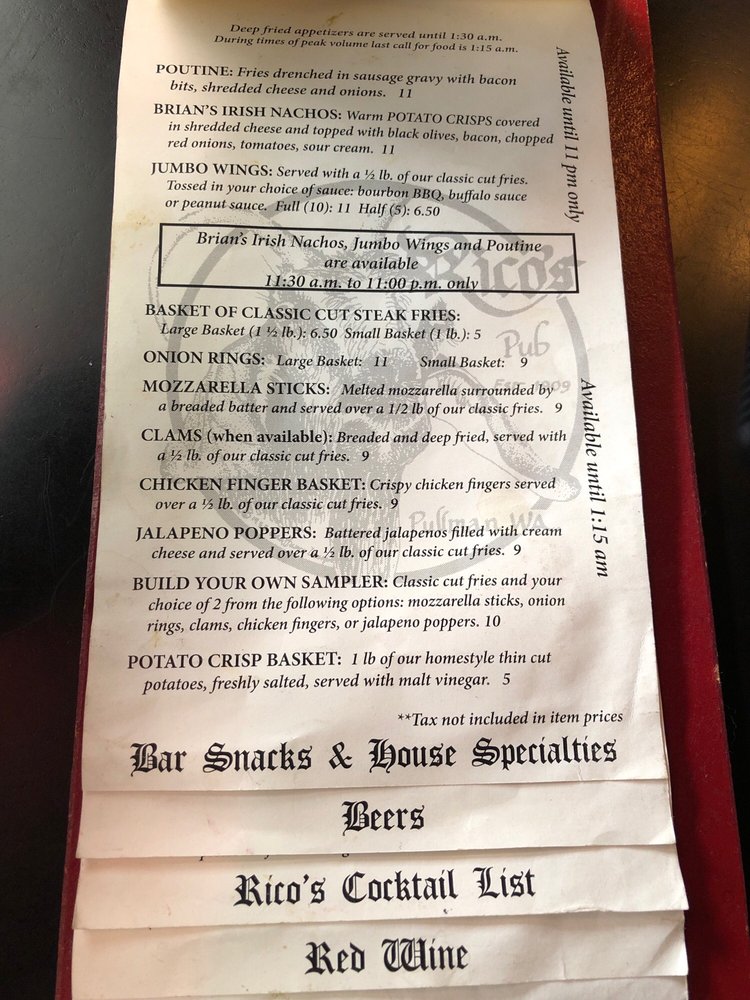 Deep fried appetizers are served until 1:30 a.m.
During times of peak volume last call for food is 1:15 a.m.
POUTINE: Fries drenched in sausage gravy with bacon
bits, shredded cheese and onions. 11
BRIAN'S IRISH NACHOS: Warm POTATO CRISPS covered
in shredded cheese and topped with black olives, bacon, chopped
red onions, tomatoes, sour cream. 11
JUMBO WINGS: Served with a ½ lb. of our classic cut fries.
Tossed in your choice of sauce: bourbon BBQ, buffalo sauce
or peanut sauce. Full (10): 11 Half (5): 6.50
Available until 11 pm only
Brian's Irish Nachos, Jumbo Wings and Poutine
are available
11:30 a.m. to 11:00 p.m. only
Rico's
Pub
Est. 1909
Pullman, WA
BASKET OF CLASSIC CUT STEAK FRIES:
Large Basket (1 ½ lb.): 6.50 Small Basket (1 lb.): 5
ONION RINGS: Large Basket: 11 Small Basket: 9
MOZZARELLA STICKS: Melted mozzarella surrounded by
a breaded batter and served over a 1/2 lb of our classic fries. 9
CLAMS (when available): Breaded and deep fried, served with
a ½ lb. of our classic cut fries. 9
CHICKEN FINGER BASKET: Crispy chicken fingers served
over a ½ lb. of our classic cut fries. 9
JALAPENO POPPERS: Battered jalapenos filled with cream
cheese and served over a ½ lb. of our classic cut fries. 9
BUILD YOUR OWN SAMPLER: Classic cut fries and your
choice of 2 from the following options: mozzarella sticks, onion
rings, clams, chicken fingers, or jalapeno poppers. 10
Available until 1:15 am
POTATO CRISP BASKET: 1 lb of our homestyle thin cut
potatoes, freshly salted, served with malt vinegar. 5
**Tax not included in item prices
Bar Snacks & House Specialties
Beers
Rico's Cocktail List
Red Wine